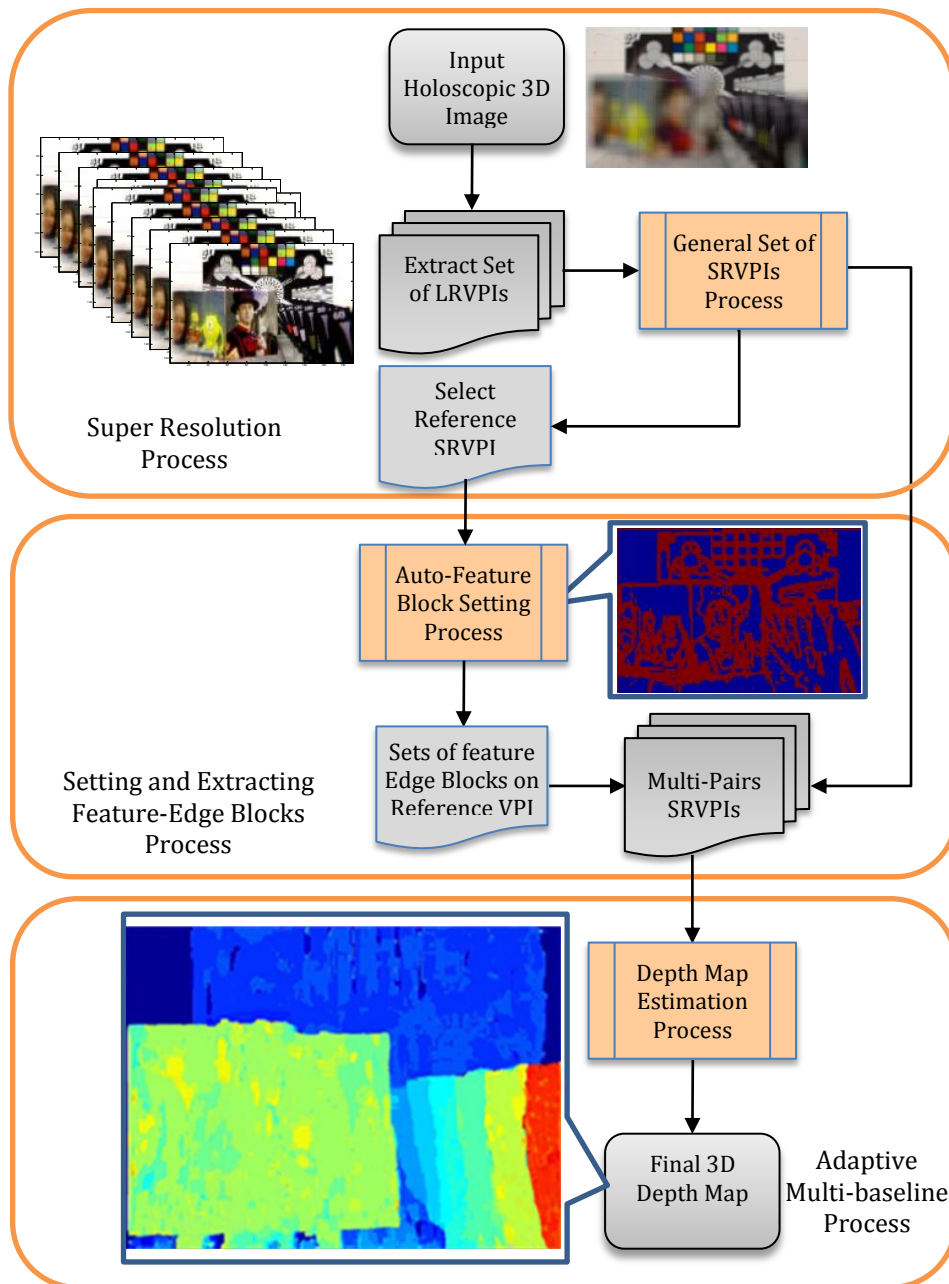 Input
Holoscopic 3D
Image
Extract Set
of LRVPIs
General Set of
SRVPIs
Process
Select
Reference
SRVPI
Super Resolution
Process
Auto-Feature
Block Setting
Process
Sets of feature
Edge Blocks on
Reference VPI
Multi-Pairs
SRVPIs
Setting and Extracting
Feature-Edge Blocks
Process
Depth Map
Estimation
Process
Final 3D
Depth Map
Adaptive
Multi-baseline
Process